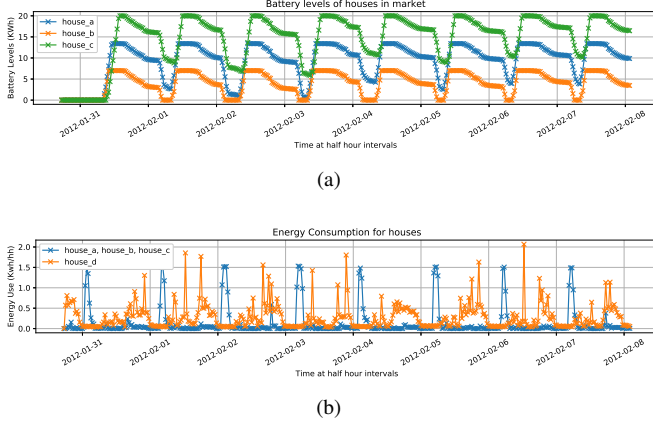 Battery levels of houses in market
Battery Levels (KWh)
20
15
10
5
0
house_a
house_b
house_c
2012-01-31
2012-02-01
2012-02-02
2012-02-03
2012-02-04
2012-02-05
2012-02-06
2012-02-07
2012-02-08
Time at half hour intervals
(a)
Energy Consumption for houses
Energy Use (Kwh/hh)
2.0
1.5
1.0
0.5
0.0
house_a, house_b, house_c
house_d
2012-01-31
2012-02-01
2012-02-02
2012-02-03
2012-02-04
2012-02-05
2012-02-06
2012-02-07
2012-02-08
Time at half hour intervals
(b)